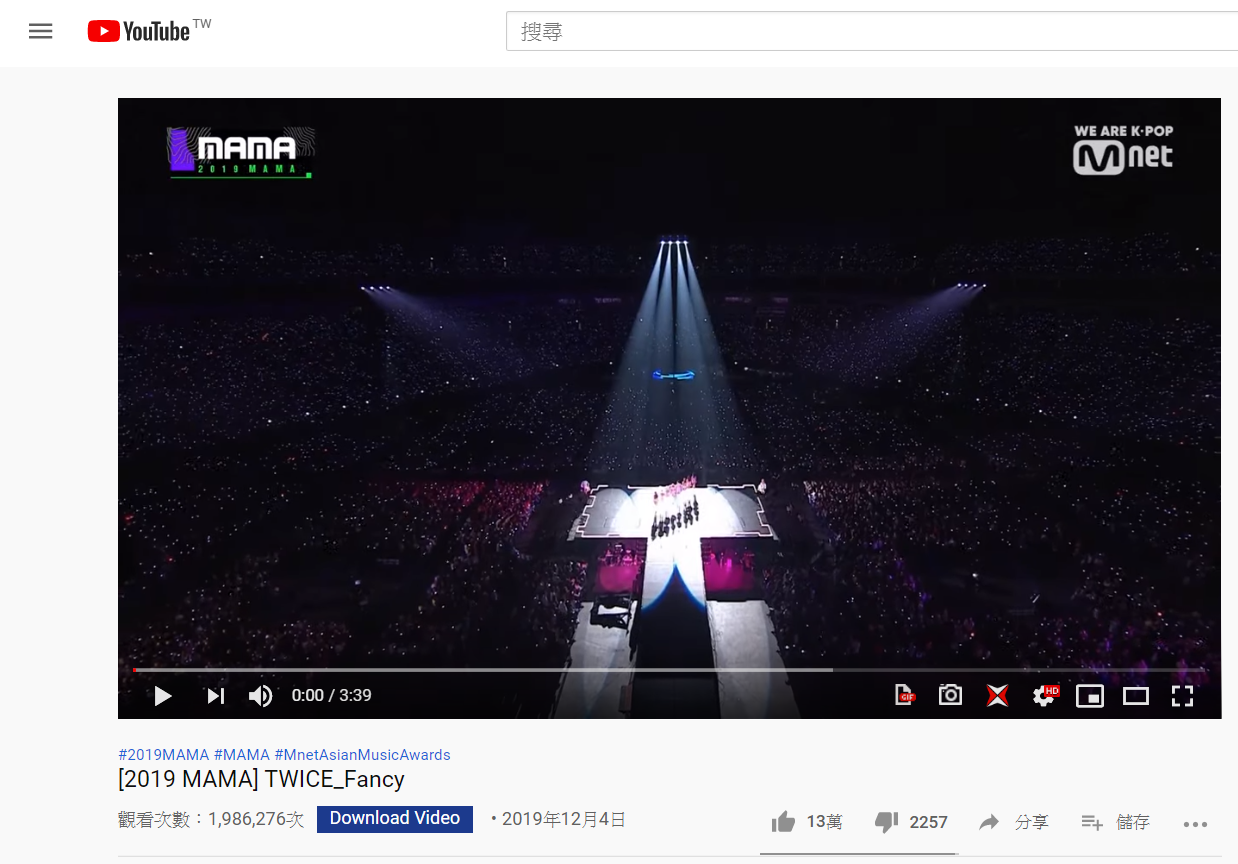 YouTube TW
搜尋
MAMA
2019 MAMA
WE ARE K-POP
Mnet
0:00 / 3:39
GIF
HD
#2019MAMA #MAMA #MnetAsianMusicAwards
[2019 MAMA] TWICE_Fancy
觀看次數：1,986,276次 Download Video •2019年12月4日
13萬 2257 分享 儲存